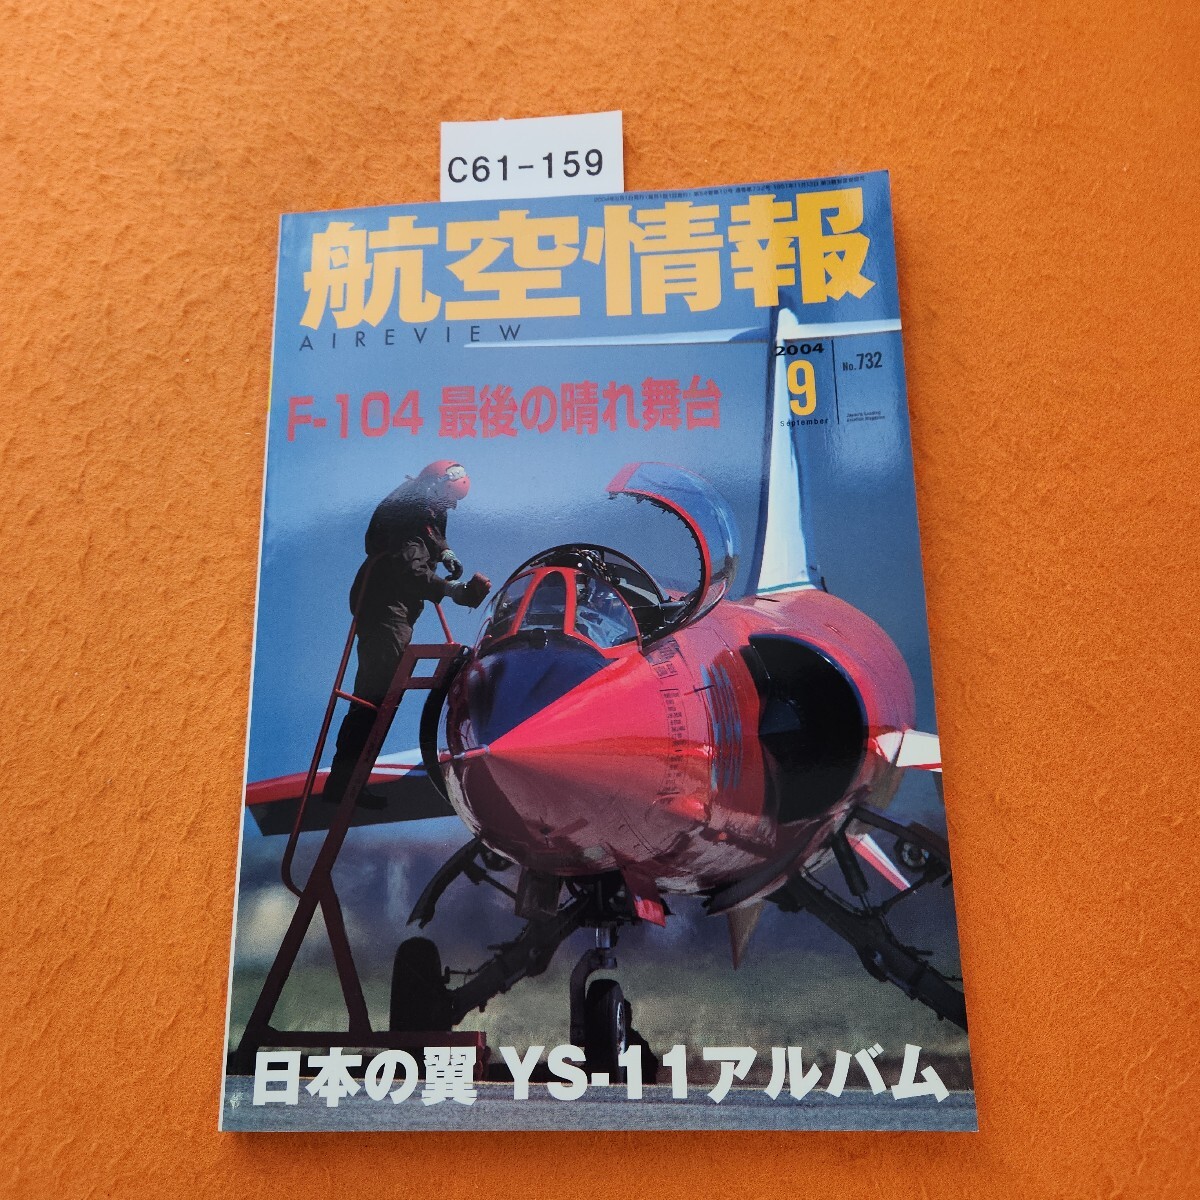 C61-159
航空情報
AIREVIEW
2004
9
September
No.732
F-104 最後の晴れ舞台
日本の翼 YS-11アルバム